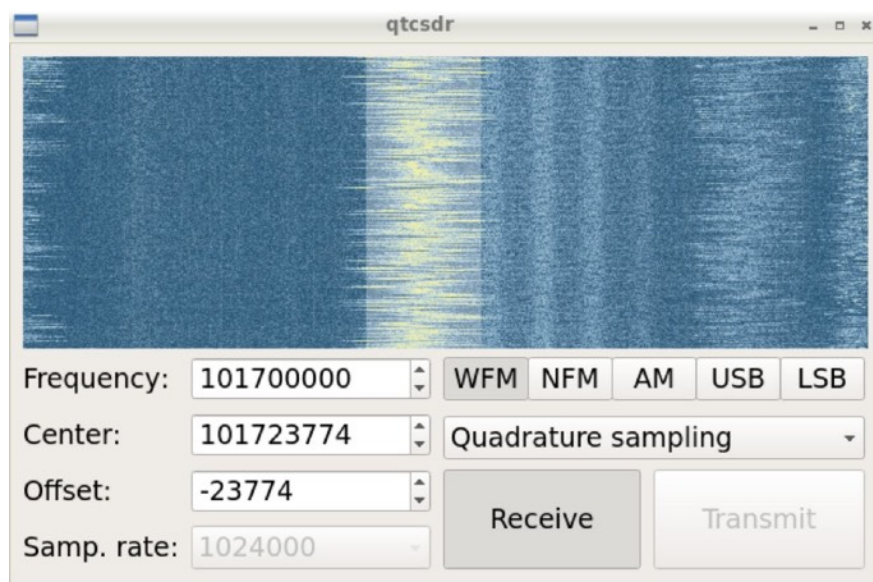 qtcsdr
Frequency: 101700000 WFM NFM AM USB LSB
Center: 101723774 Quadrature sampling
Offset: -23774
Receive Transmit
Samp. rate: 1024000